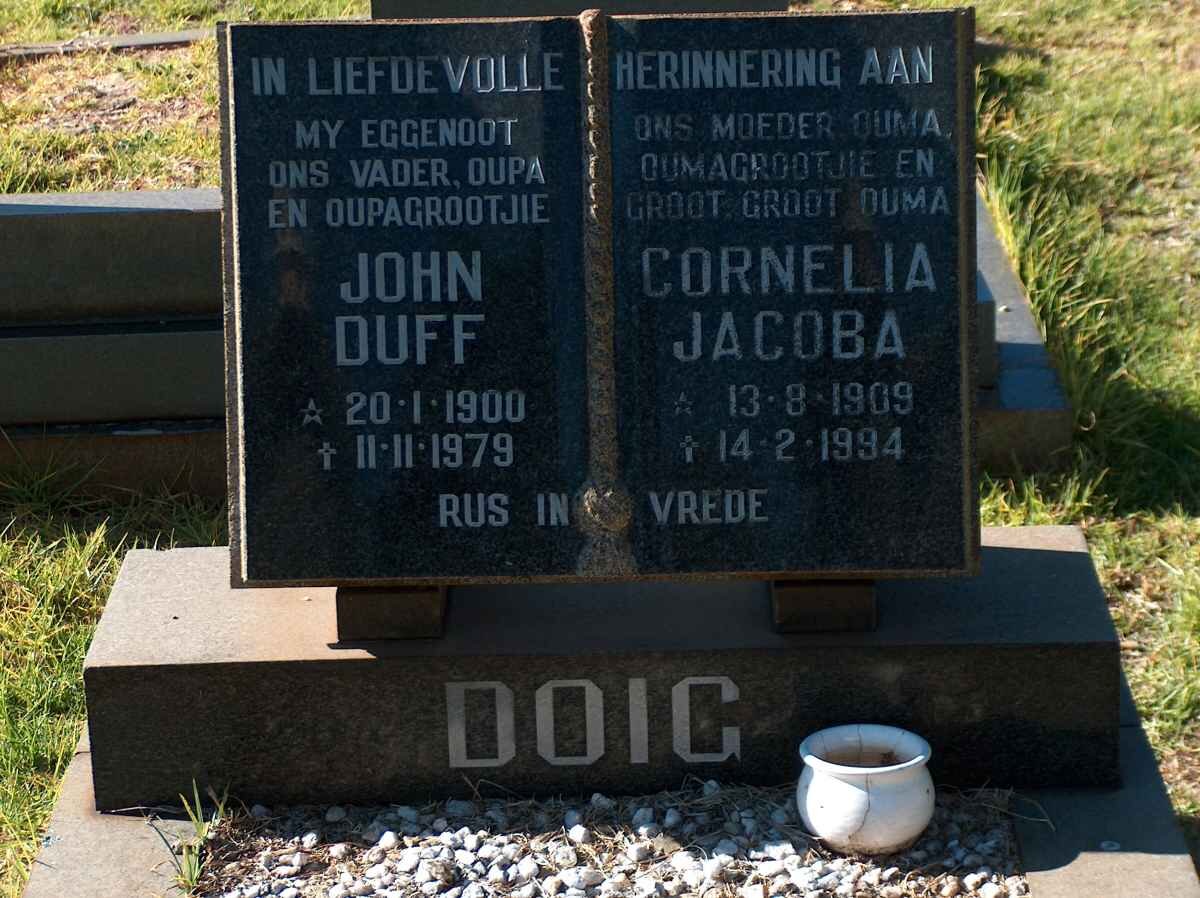 IN LIEFDEVOLLE HERINNERING AAN
MY EGGENOOT
ONS VADER, OUPA
EN OUPAGROOTJIE
JOHN
DUFF
☆ 20·1·1900
† 11·11·1979
ONS MOEDER OUMA,
OUMAGROOTJIE EN
GROOT GROOT OUMA
CORNELIA
JACOBA
☆ 13·8·1909
† 14·2·1994
RUS IN VREDE
DOIG